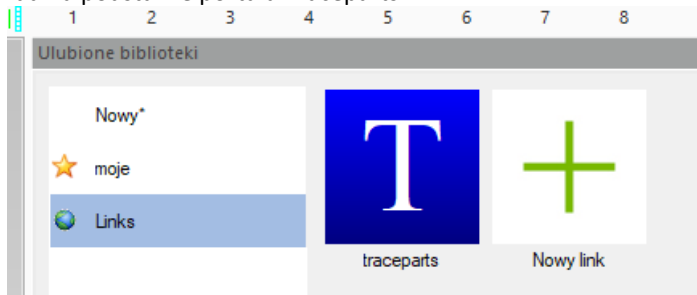 1 2 3 4 5 6 7 8
Ulubione biblioteki
Nowy*
moje
Links
T
traceparts
Nowy link